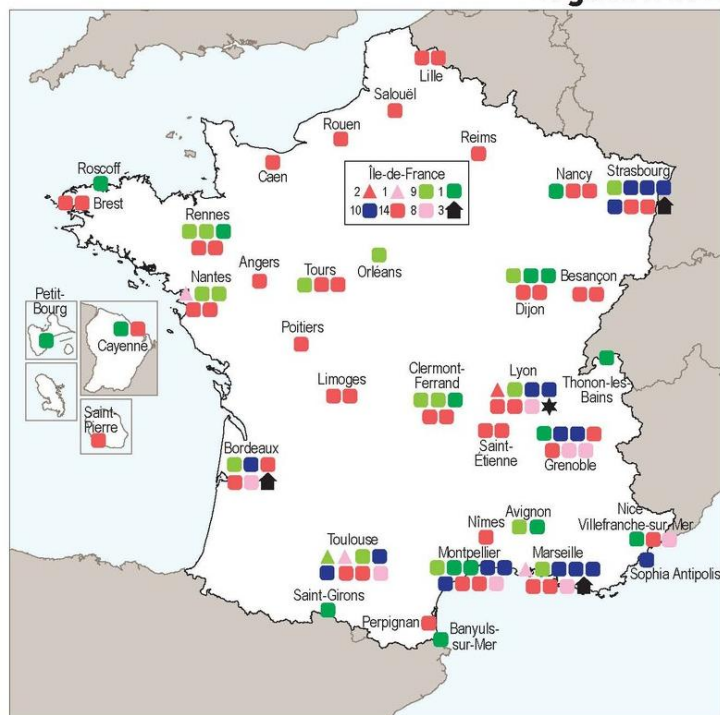 Lille
Salouël
Rouen
Reims
Caen
Île-de-France
2 1 9 1
10 14 8 3
Nancy
Strasbourg
Roscoff
Brest
Rennes
Angers
Tours
Orléans
Nantes
Besançon
Dijon
Petit-
Bourg
Cayenne
Saint-
Pierre
Poitiers
Limoges
Clermont-
Ferrand
Lyon
Thonon-les-
Bains
Saint-
Étienne
Grenoble
Bordeaux
Avignon
Nîmes
Nice
Villefranche-sur-Mer
Sophia Antipolis
Toulouse
Montpellier
Marseille
Saint-Girons
Perpignan
Banyuls-
sur-Mer